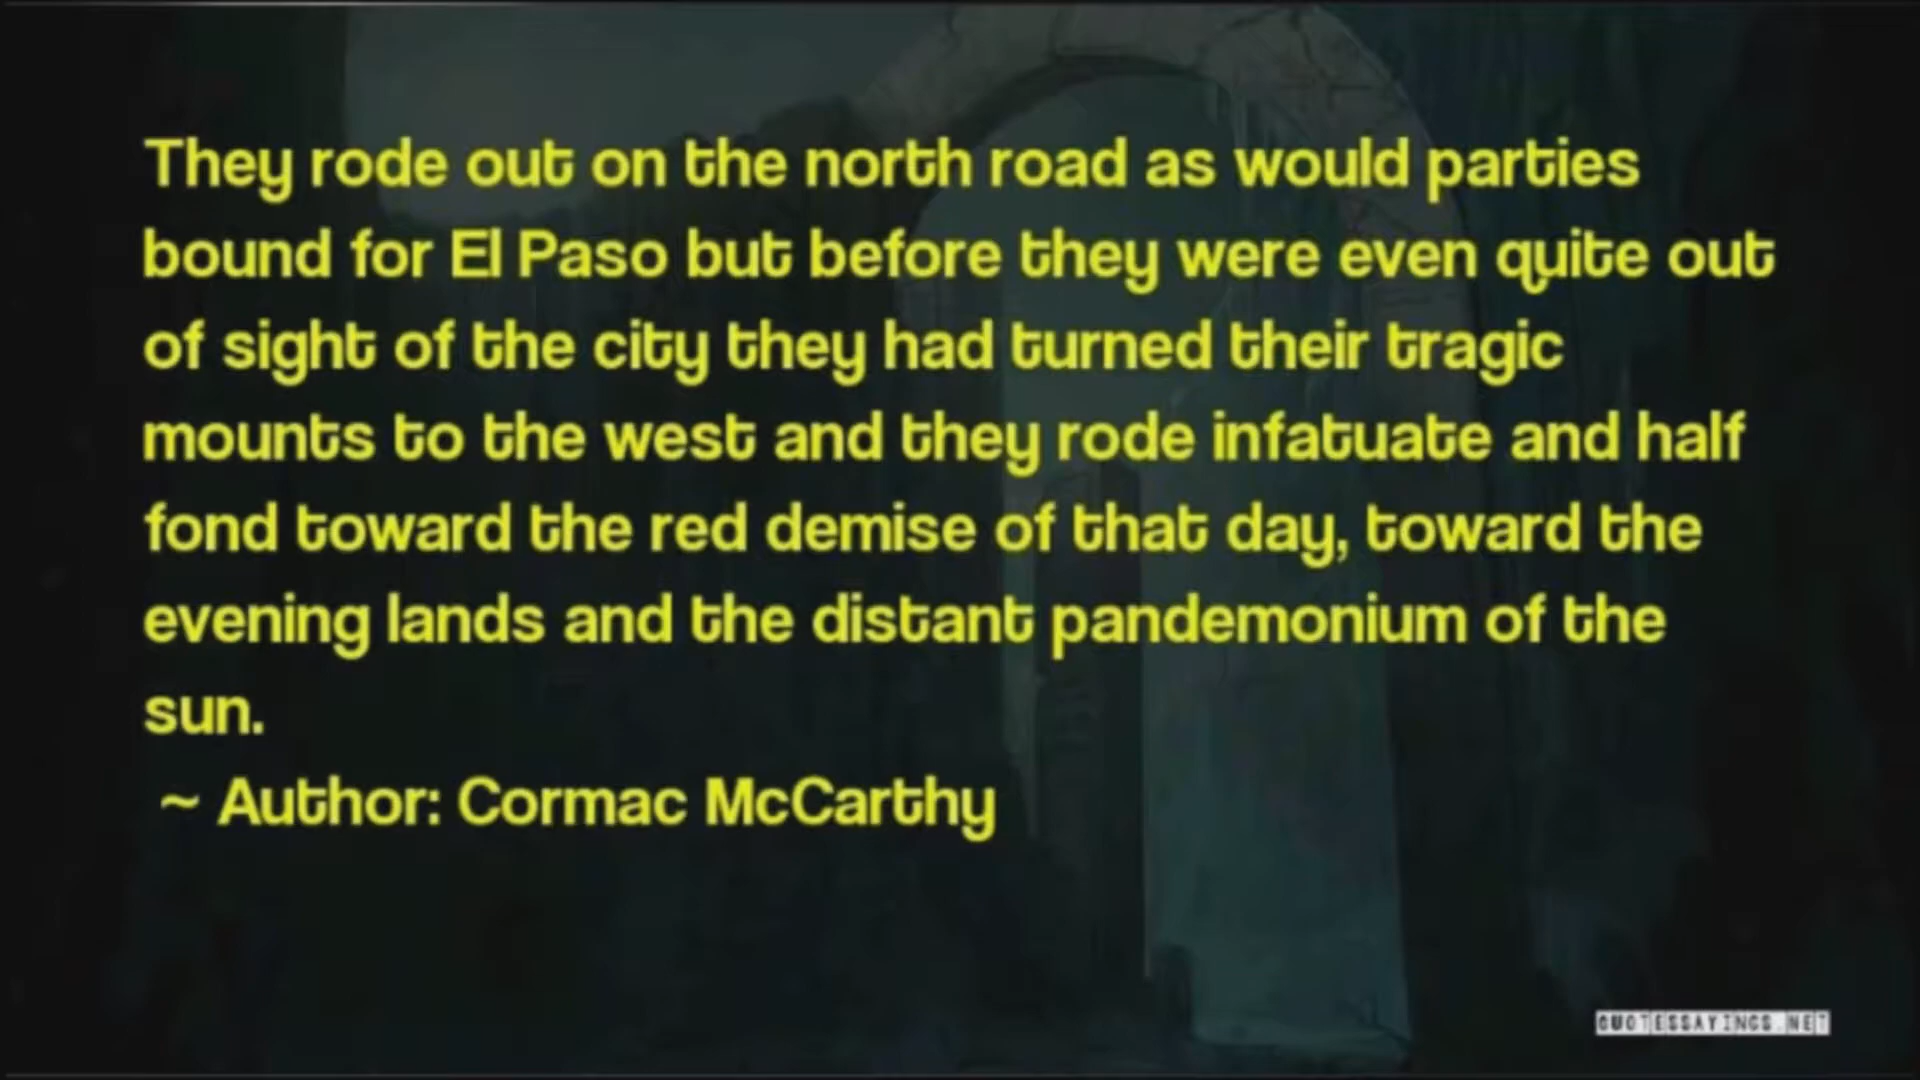 They rode out on the north road as would parties
bound for El Paso but before they were even quite out
of sight of the city they had turned their tragic
mounts to the west and they rode infatuate and half
fond toward the red demise of that day, toward the
evening lands and the distant pandemonium of the
sun.
~ Author: Cormac McCarthy
QUOTESSAYINGS.NET